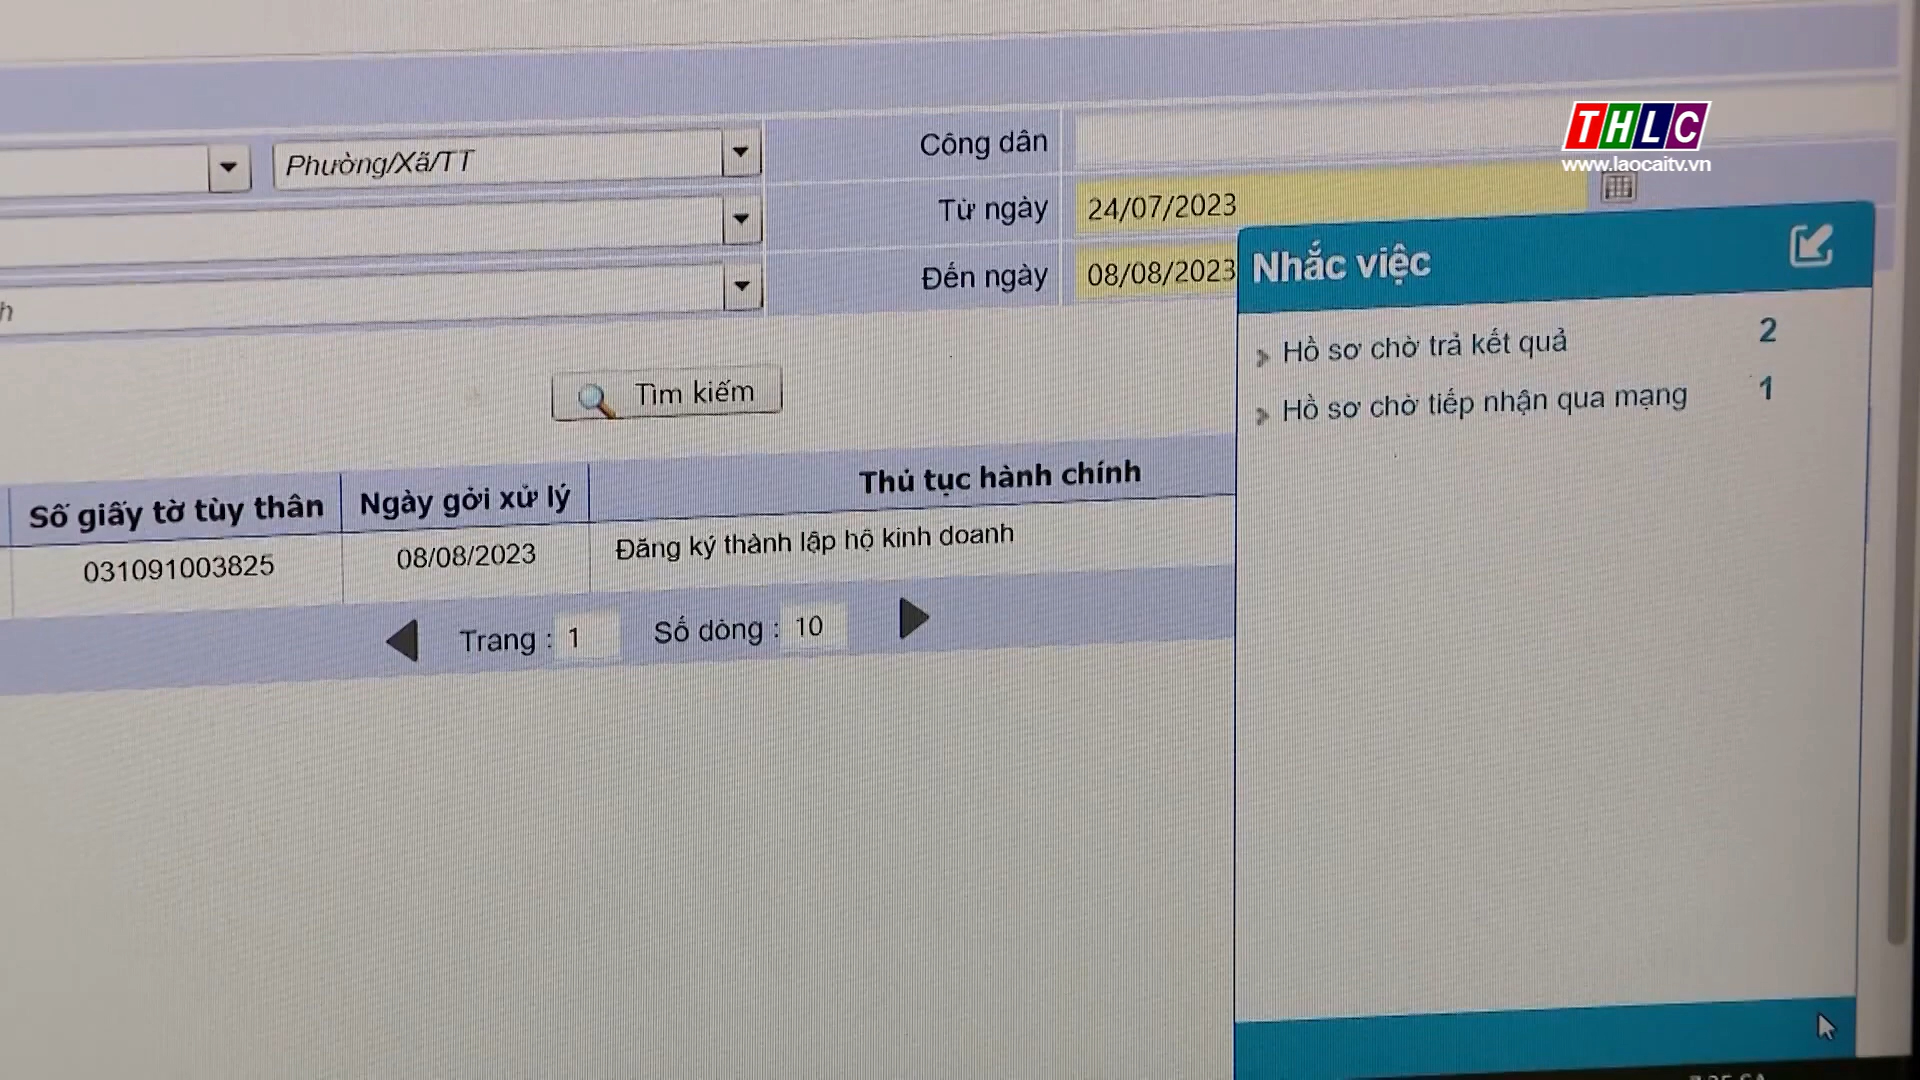 THLC
www.laocaitv.vn
Phường/Xã/TT
Công dân
Từ ngày
24/07/2023
Đến ngày
08/08/2023
h
Tìm kiếm
Nhắc việc
Hồ sơ chờ trả kết quả 2
Hồ sơ chờ tiếp nhận qua mạng 1
Số giấy tờ tùy thân Ngày gởi xử lý Thủ tục hành chính
031091003825 08/08/2023 Đăng ký thành lập hộ kinh doanh
Trang : 1 Số dòng : 10